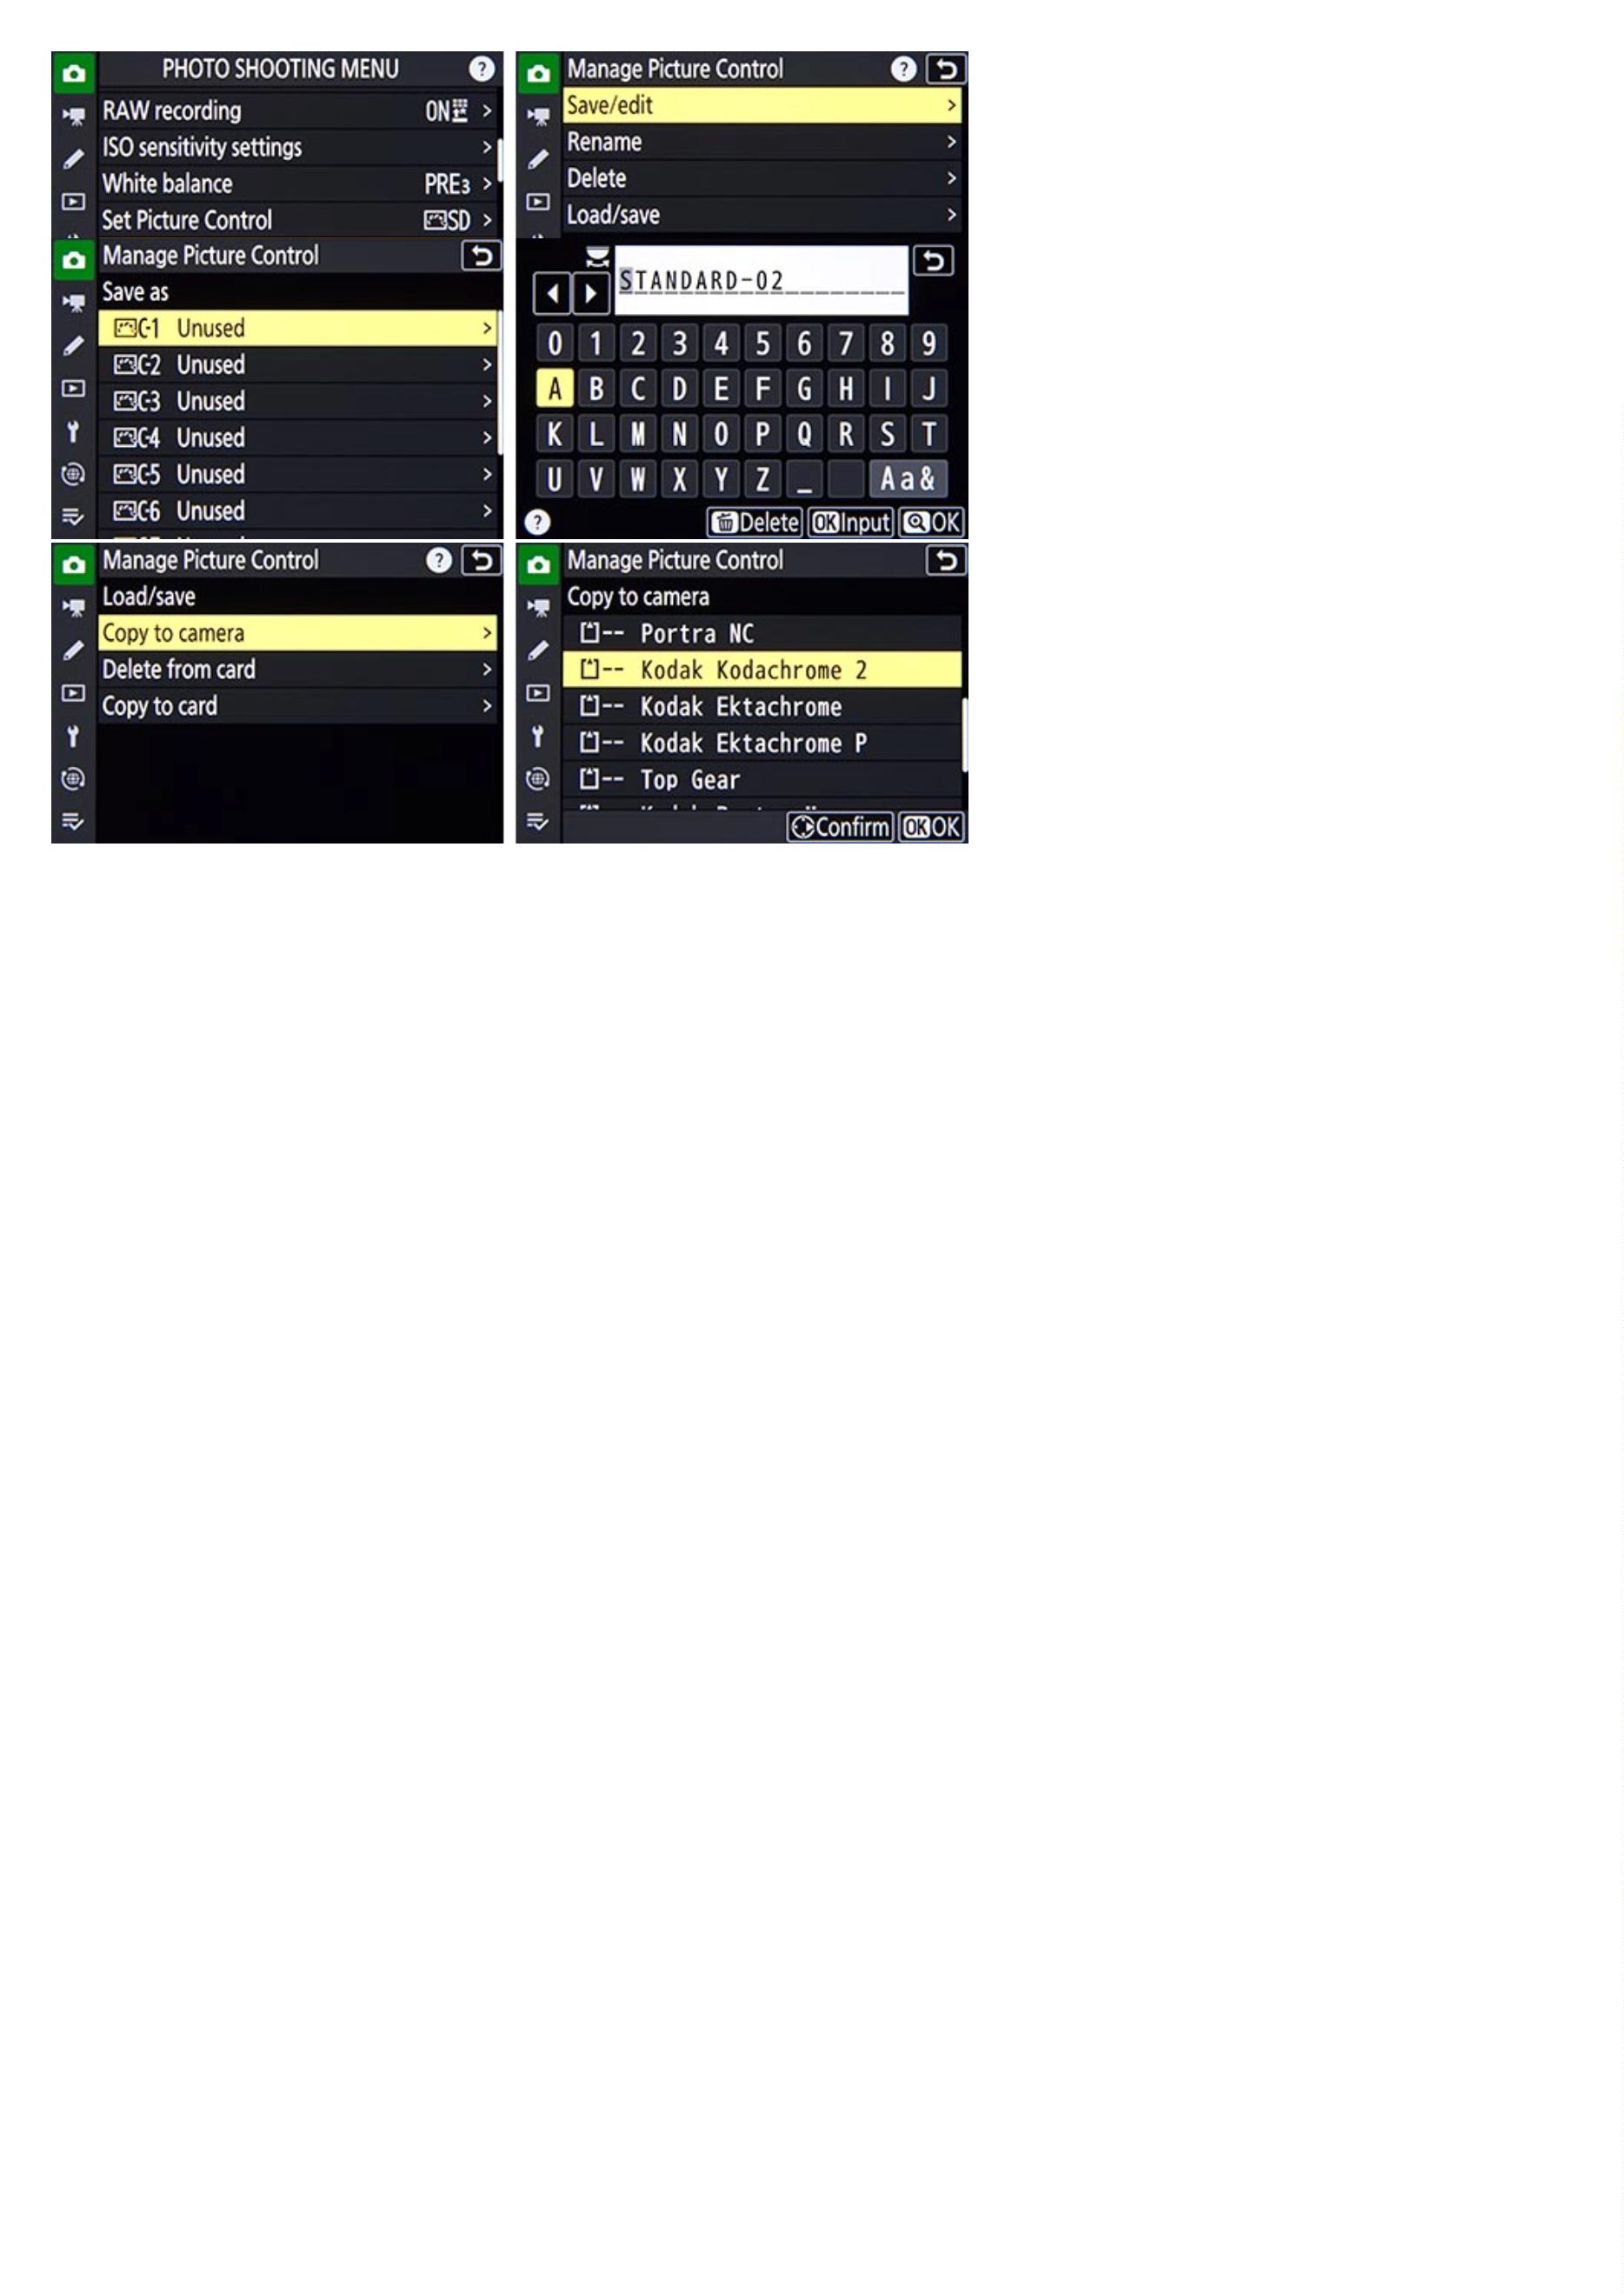 PHOTO SHOOTING MENU ?
RAW recording ON >
ISO sensitivity settings >
White balance PRE3 >
Set Picture Control SD >
Manage Picture Control ?
Save/edit >
Rename >
Delete >
Load/save >
Manage Picture Control
Save as
C-1 Unused >
C-2 Unused >
C-3 Unused >
C-4 Unused >
C-5 Unused >
C-6 Unused >
STANDARD-02
0 1 2 3 4 5 6 7 8 9
A B C D E F G H I J
K L M N O P Q R S T
U V W X Y Z _ Aa&
? Delete OK Input OK
Manage Picture Control ?
Load/save
Copy to camera >
Delete from card >
Copy to card >
Manage Picture Control
Copy to camera
-- Portra NC
-- Kodak Kodachrome 2
-- Kodak Ektachrome
-- Kodak Ektachrome P
-- Top Gear
Confirm OK OK